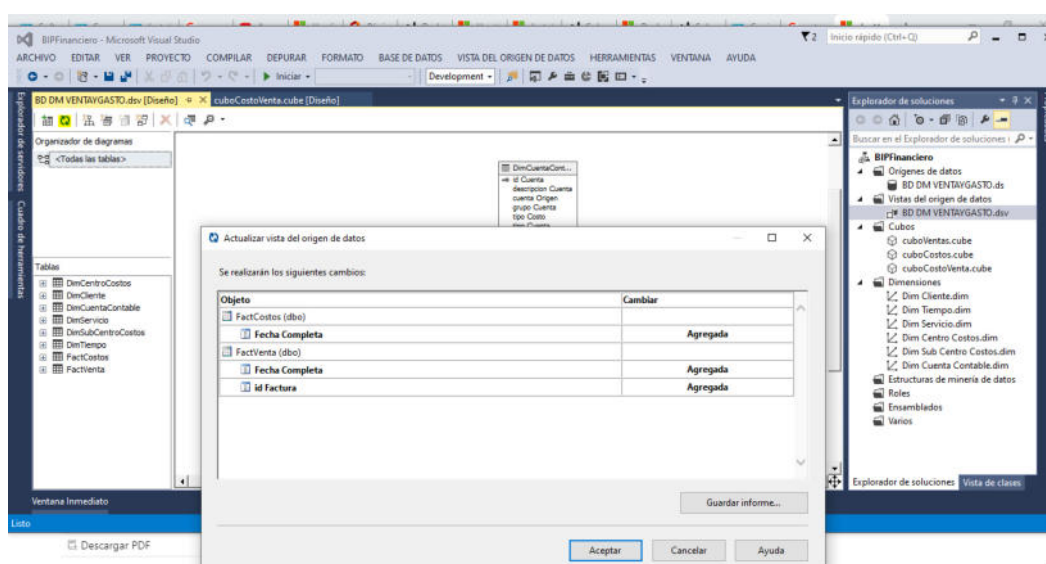 BIPFinanciero - Microsoft Visual Studio
2
Inicio rápido (Ctrl+Q)
ARCHIVO EDITAR VER PROYECTO COMPILAR DEPURAR FORMATO BASE DE DATOS VISTA DEL ORIGEN DE DATOS HERRAMIENTAS VENTANA AYUDA
Iniciar
Development
Explorador de servidores
Cuadro de herramientas
BD DM VENTAYGASTO.dsv [Diseño]
cuboCostoVenta.cube [Diseño]
Organizador de diagramas
<Todas las tablas>
Tablas
DimCentroCostos
DimCliente
DimCuentaContable
DimServicio
DimSubCentroCostos
DimTiempo
FactCostos
FactVenta
DimCuentaCont...
id Cuenta
descripcion Cuenta
cuenta Origen
grupo Cuenta
tipo Costo
Actualizar vista del origen de datos
Se realizarán los siguientes cambios:
Objeto Cambiar
FactCostos (dbo)
Fecha Completa Agregada
FactVenta (dbo)
Fecha Completa Agregada
id Factura Agregada
Guardar informe...
Aceptar Cancelar Ayuda
Explorador de soluciones
Buscar en el Explorador de soluciones
BIPFinanciero
Orígenes de datos
BD DM VENTAYGASTO.ds
Vistas del origen de datos
BD DM VENTAYGASTO.dsv
Cubos
cuboVentas.cube
cuboCostos.cube
cuboCostoVenta.cube
Dimensiones
Dim Cliente.dim
Dim Tiempo.dim
Dim Servicio.dim
Dim Centro Costos.dim
Dim Sub Centro Costos.dim
Dim Cuenta Contable.dim
Estructuras de minería de datos
Roles
Ensamblados
Varios
Explorador de soluciones Vista de clases
Ventana Inmediato
Listo
Descargar PDF